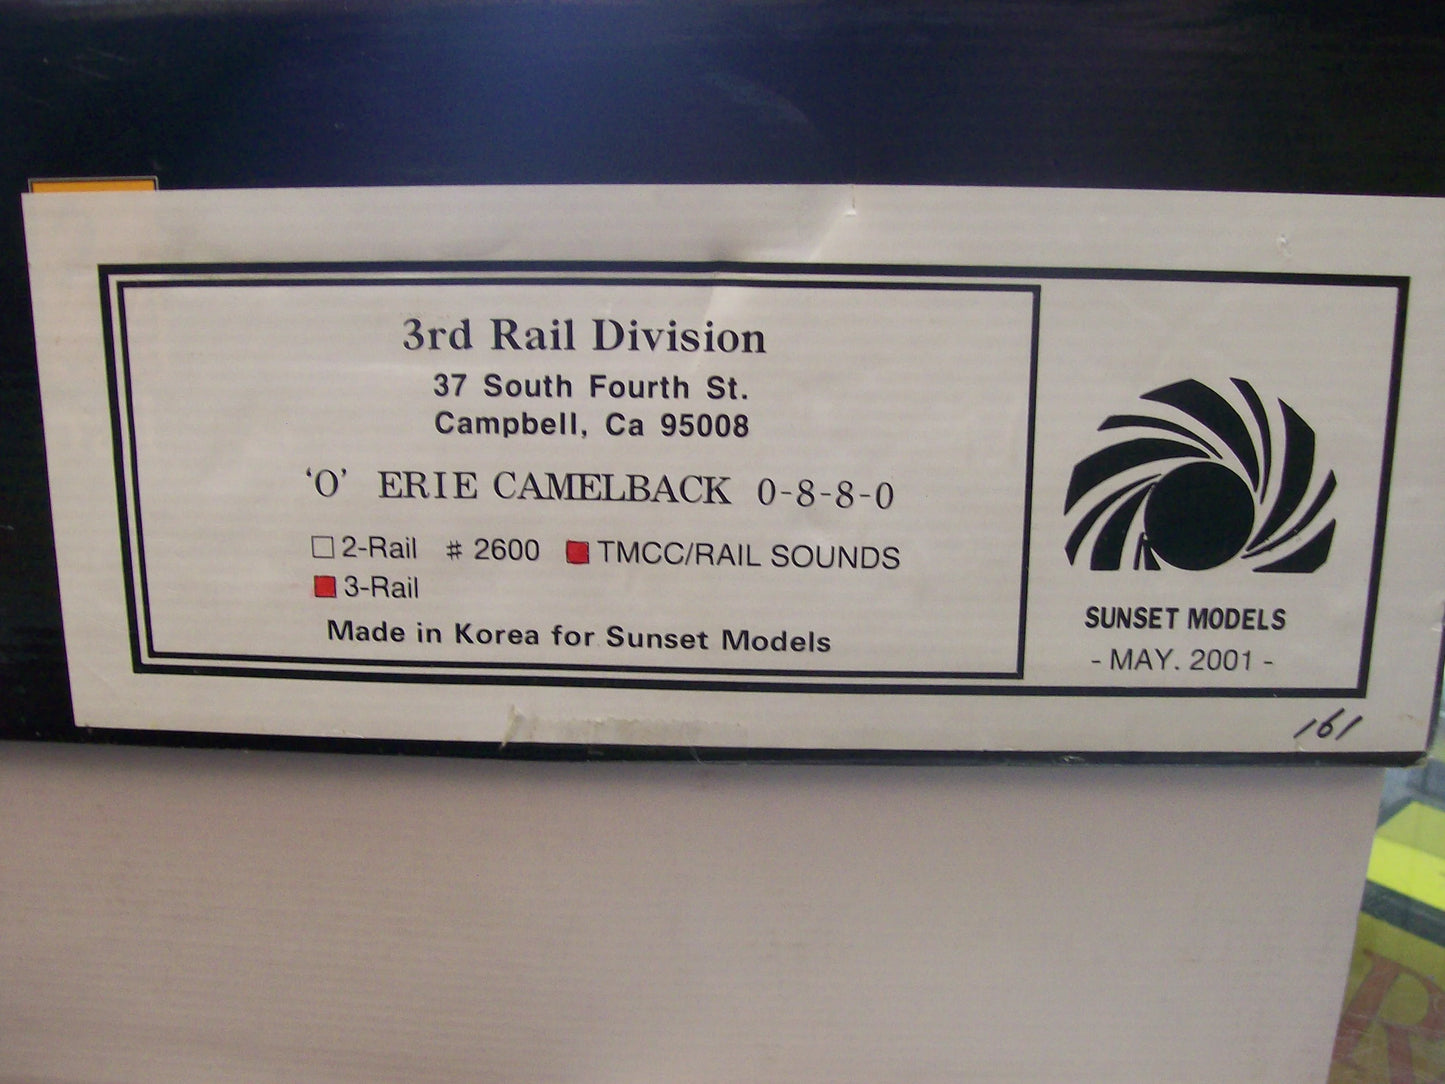 3rd Rail Division
37 South Fourth St.
Campbell, Ca 95008
'O' ERIE CAMELBACK 0-8-8-0
2-Rail # 2600 TMCC/RAIL SOUNDS
3-Rail
Made in Korea for Sunset Models
SUNSET MODELS
- MAY. 2001 -
161
R